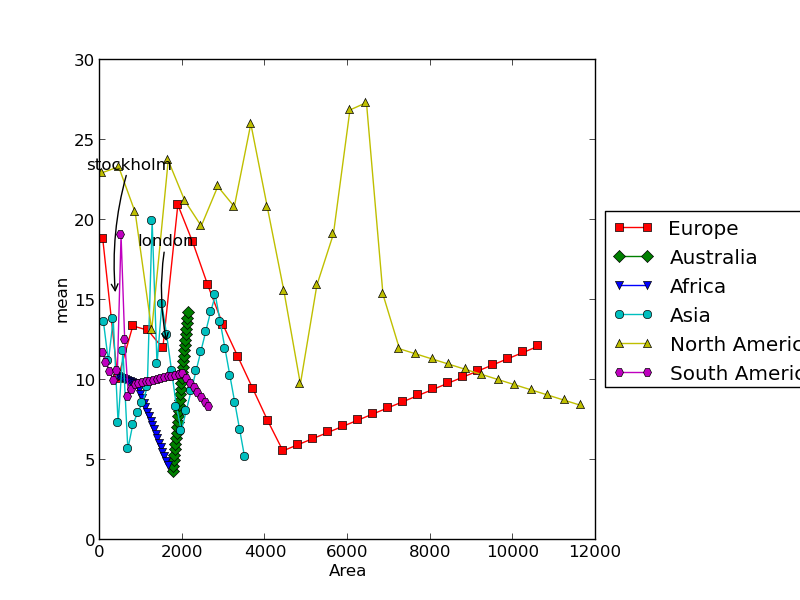 30
25
20
15
10
5
0
mean
stockholm
london
0 2000 4000 6000 8000 10000 12000
Area
Europe
Australia
Africa
Asia
North Americ
South Americ